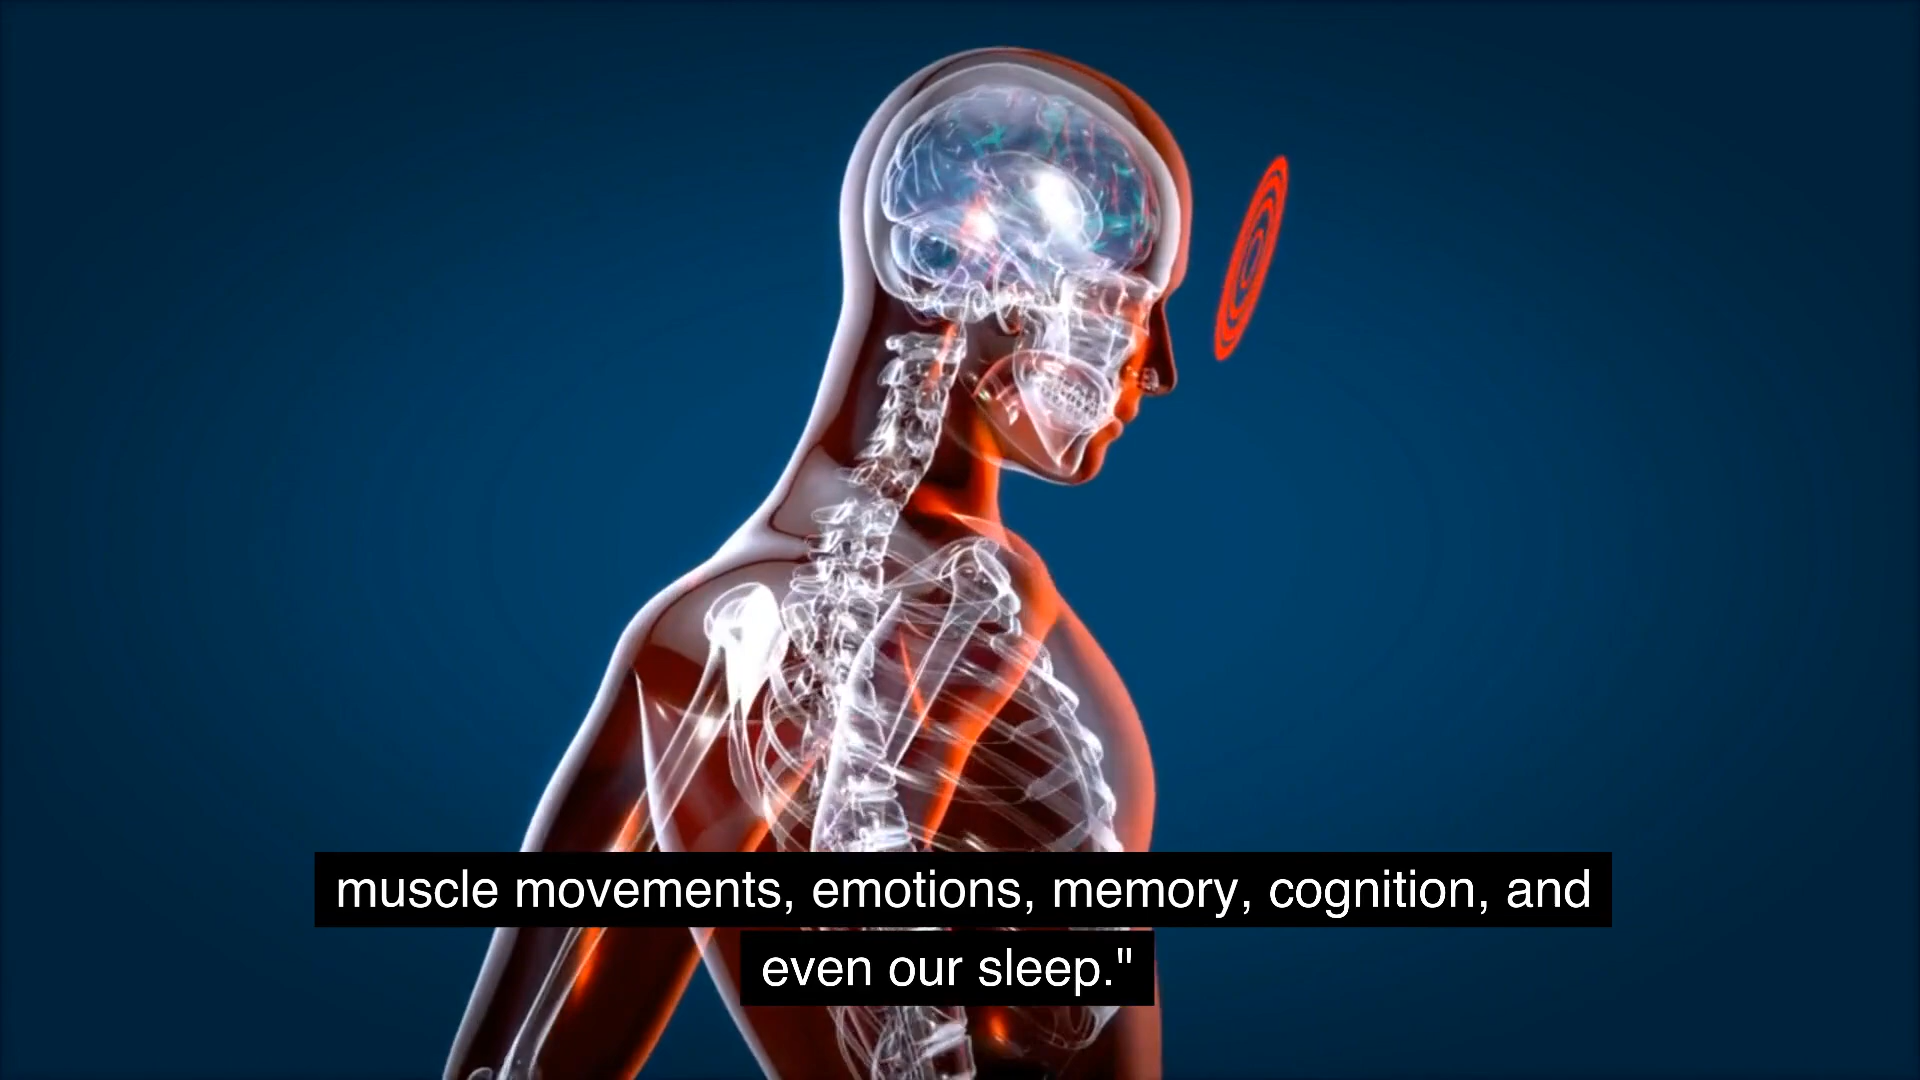 muscle movements, emotions, memory, cognition, and
even our sleep."